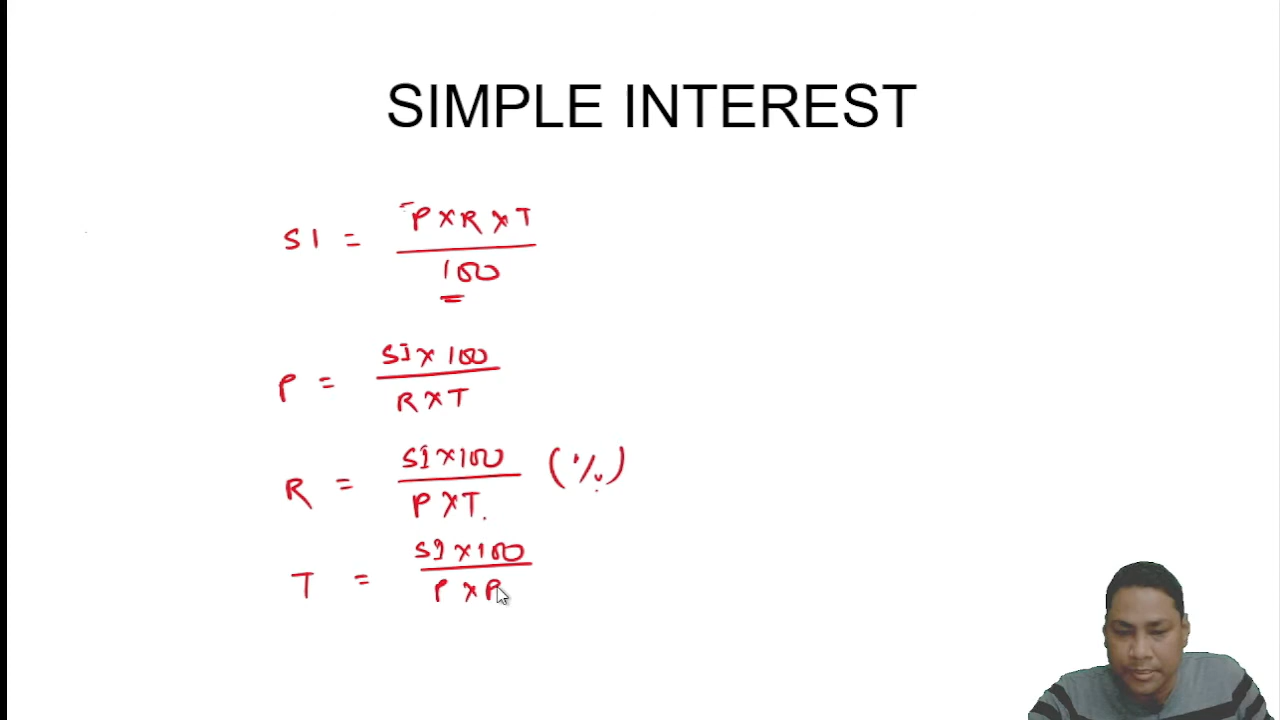 SIMPLE INTEREST
SI = P × R × T
100
P = SI × 100
R × T
R = SI × 100 (%)
P × T.
T = SI × 100
P × R